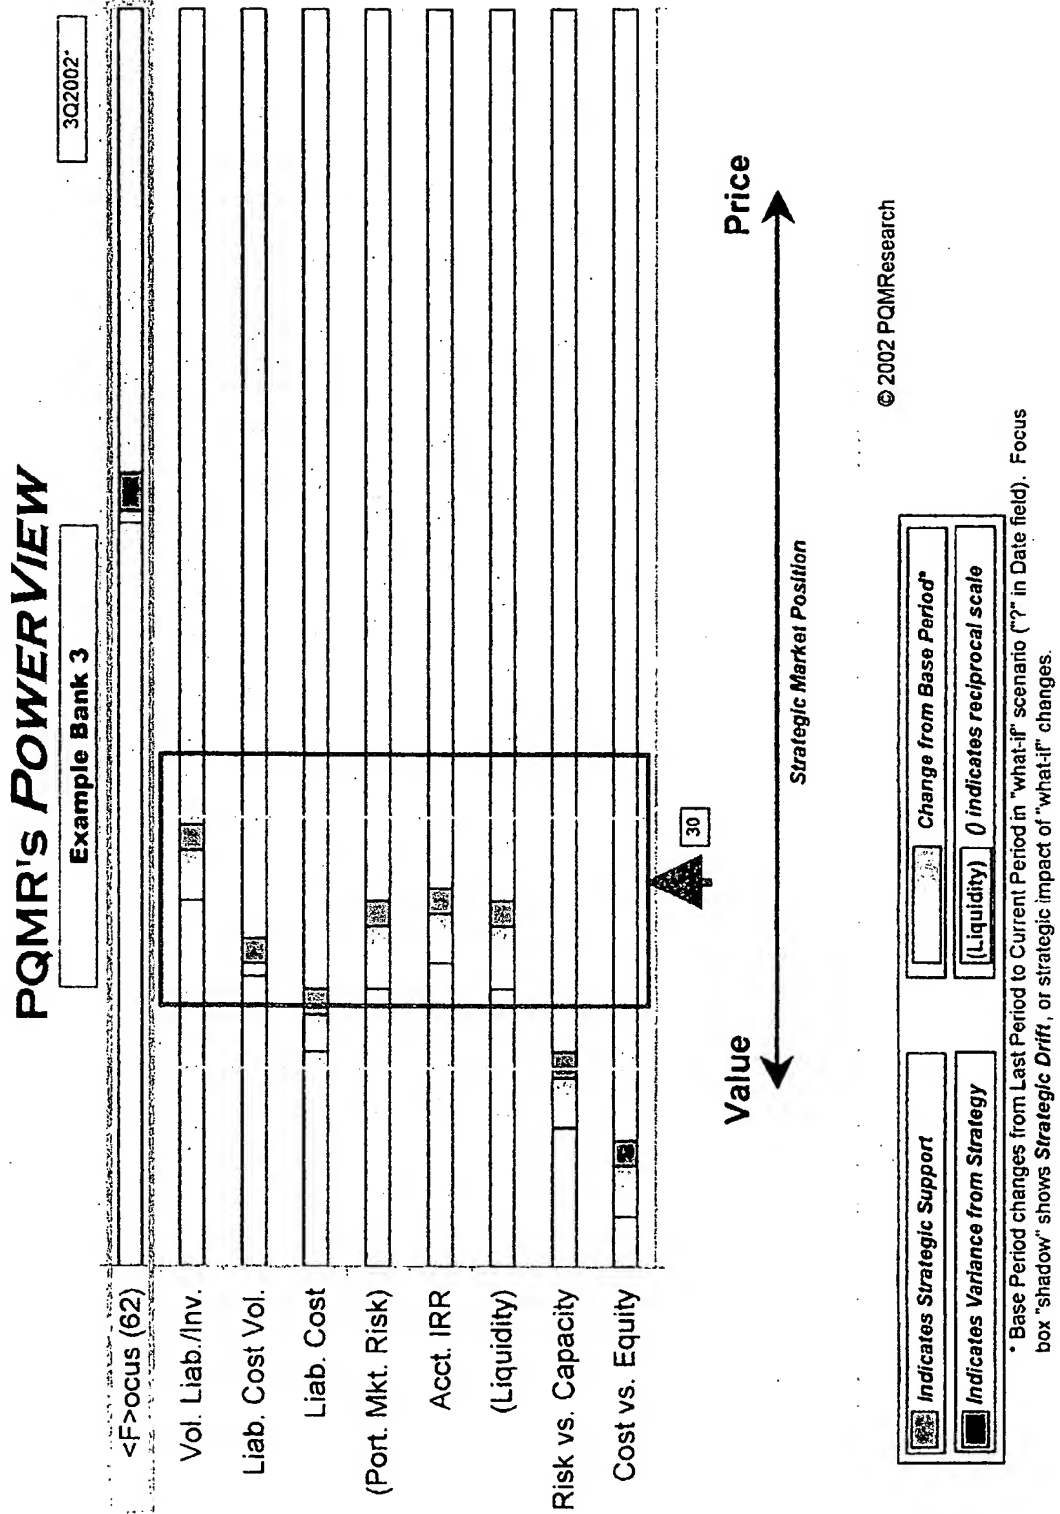 PQMR's POWERVIEW
Example Bank 3
3Q2002*
<F>ocus (62)
Vol. Liab./Inv.
Liab. Cost Vol.
Liab. Cost
(Port. Mkt. Risk)
Acct. IRR
(Liquidity)
Risk vs. Capacity
Cost vs. Equity
30
Value
Price
Strategic Market Position
© 2002 PQMResearch
Indicates Strategic Support
Change from Base Period*
Indicates Variance from Strategy
(Liquidity) () indicates reciprocal scale
* Base Period changes from Last Period to Current Period in "what-if" scenario ("?" in Date field). Focus
box "shadow" shows Strategic Drift, or strategic impact of "what-if" changes.